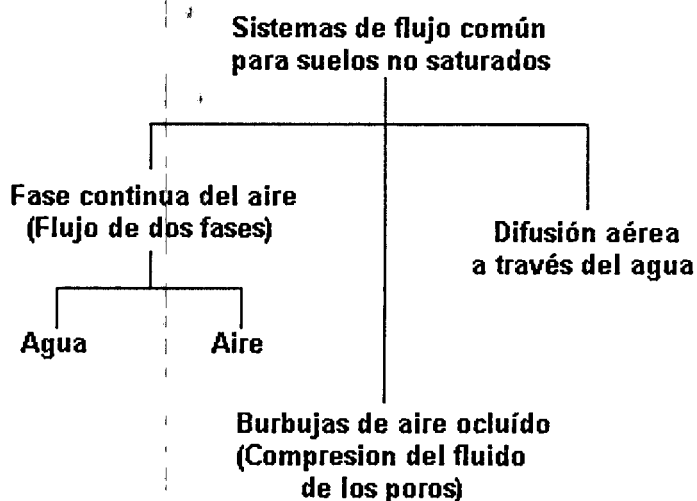 Sistemas de flujo común
para suelos no saturados
Fase continua del aire
(Flujo de dos fases)
Difusión aérea
a través del agua
Agua
Aire
Burbujas de aire ocluído
(Compresion del fluido
de los poros)